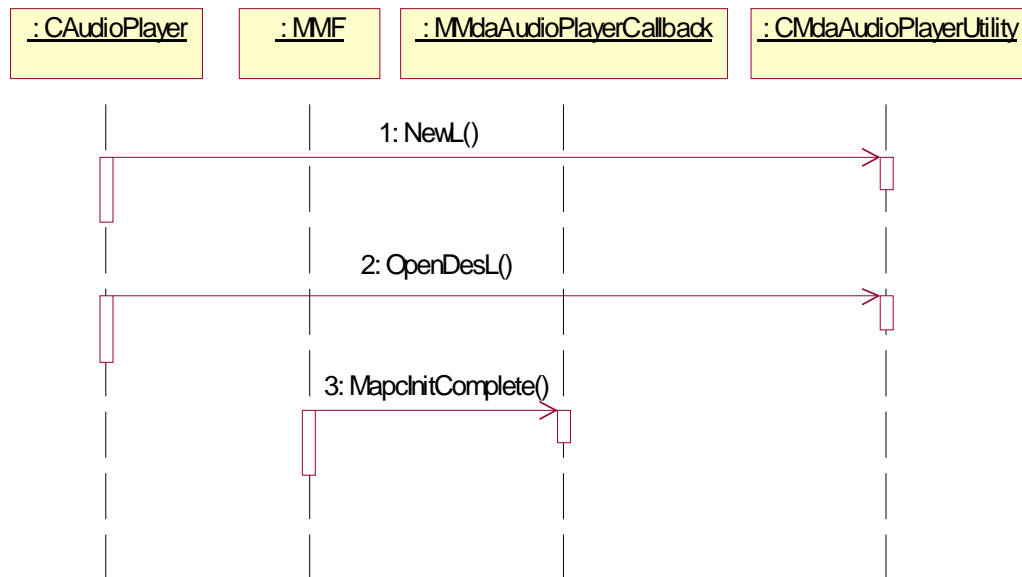 : CAudioPlayer
: MMF
: MMdaAudioPlayerCallback
: CMdaAudioPlayerUtility
1: NewL()
2: OpenDesL()
3: MapcInitComplete()